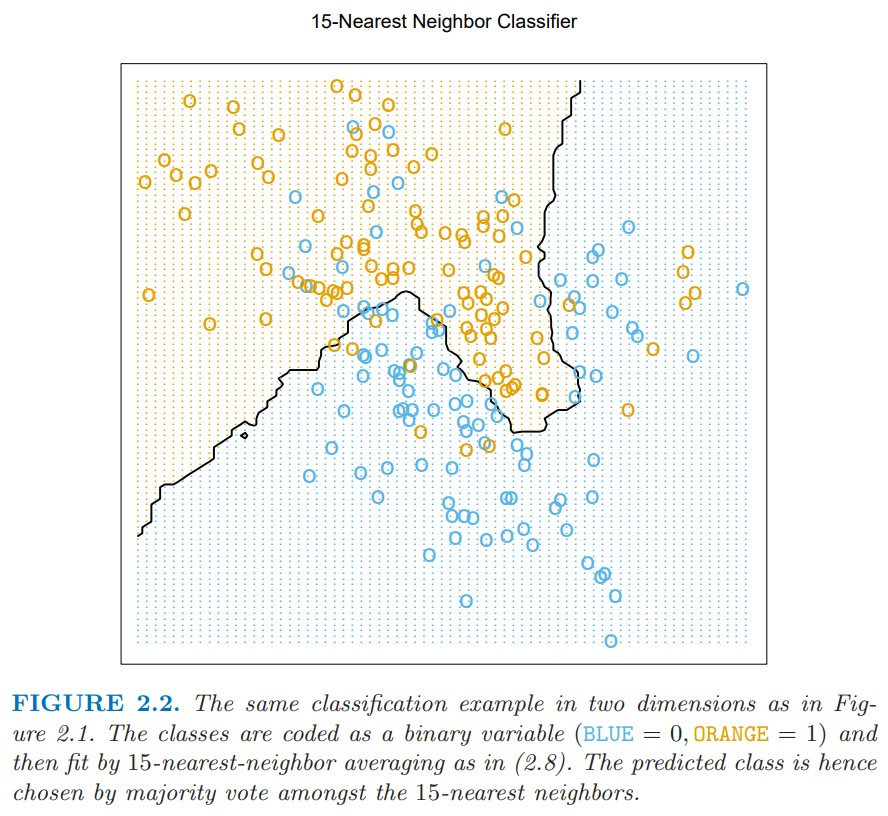 15-Nearest Neighbor Classifier
FIGURE 2.2. The same classification example in two dimensions as in Fig-
ure 2.1. The classes are coded as a binary variable (BLUE = 0, ORANGE = 1) and
then fit by 15-nearest-neighbor averaging as in (2.8). The predicted class is hence
chosen by majority vote amongst the 15-nearest neighbors.